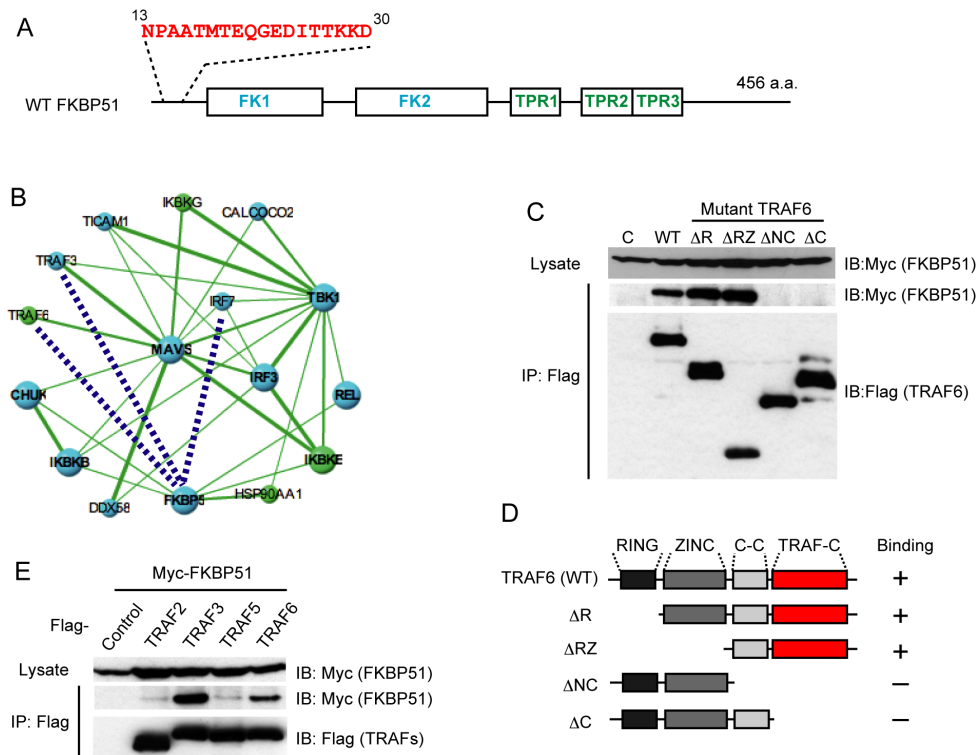 A
13
NPAATMTEQGEDITTKKD
30
WT FKBP51
FK1
FK2
TPR1
TPR2
TPR3
456 a.a.
B
IKBKG
CALCOCO2
TICAM1
TRAF3
IRF7
TBK1
TRAF6
MAVS
IRF3
CHUK
REL
IKBKB
IKBKE
DDX58
FKBP5
HSP90AA1
C
Mutant TRAF6
C WT ΔR ΔRZ ΔNC ΔC
Lysate
IB:Myc (FKBP51)
IB:Myc (FKBP51)
IP: Flag
IB:Flag (TRAF6)
D
RING ZINC C-C TRAF-C Binding
TRAF6 (WT) +
ΔR +
ΔRZ +
ΔNC −
ΔC −
E
Myc-FKBP51
Flag-
Control TRAF2 TRAF3 TRAF5 TRAF6
Lysate
IB: Myc (FKBP51)
IB: Myc (FKBP51)
IP: Flag
IB: Flag (TRAFs)